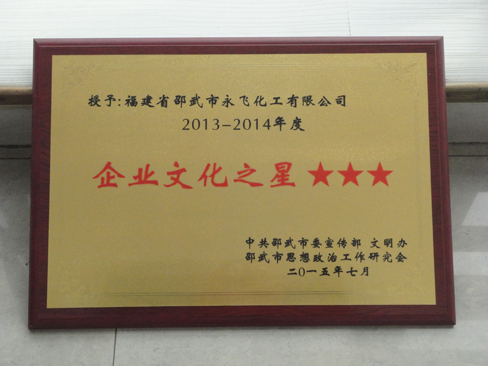 授予:福建省邵武市永飞化工有限公司
2013-2014年度
企业文化之星★★★
中共邵武市委宣传部 文明办
邵武市思想政治工作研究会
二0一五年七月